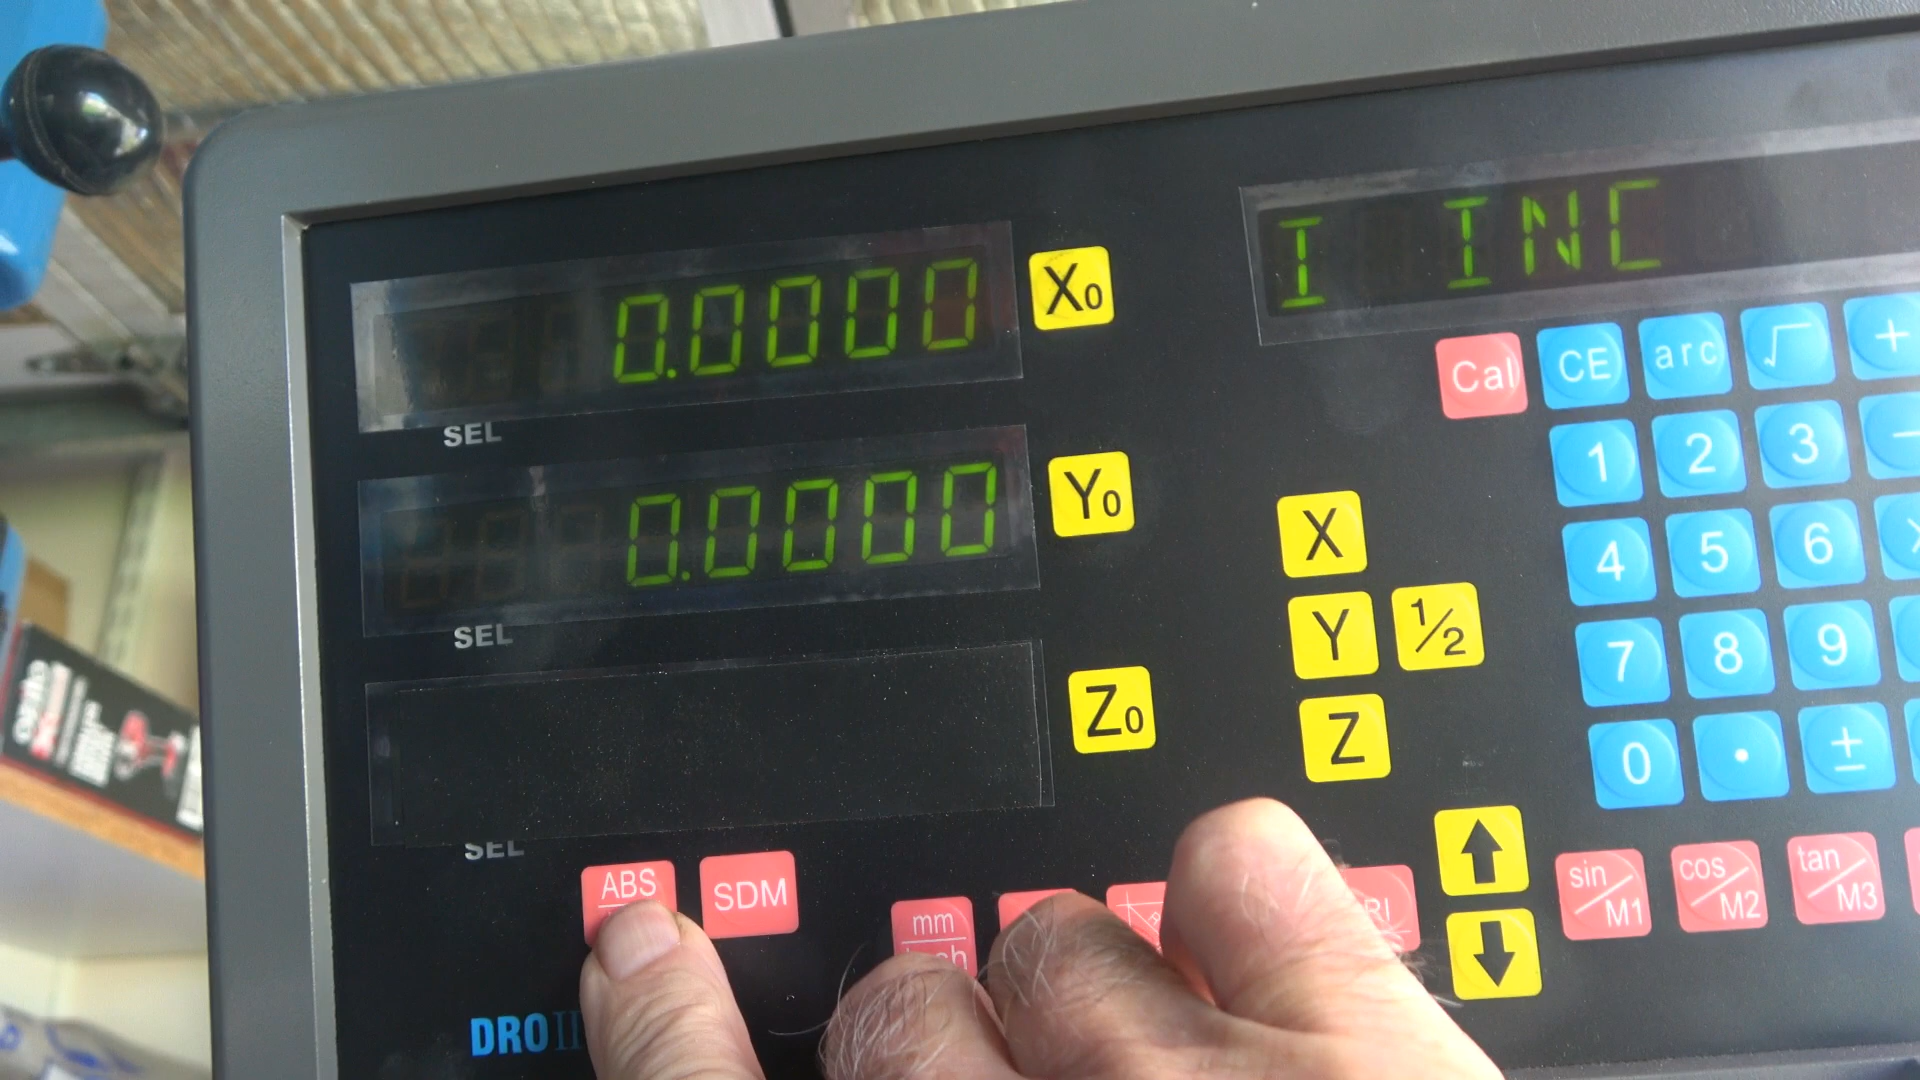 0.0000
X0
I INC
SEL
Cal CE arc √ +
0.0000
Y0
1 2 3 −
SEL
X
4 5 6
Y ½
7 8 9
Z0
Z
0 . ±
SEL
ABS SDM
mm
sin/M1 cos/M2 tan/M3
DRO